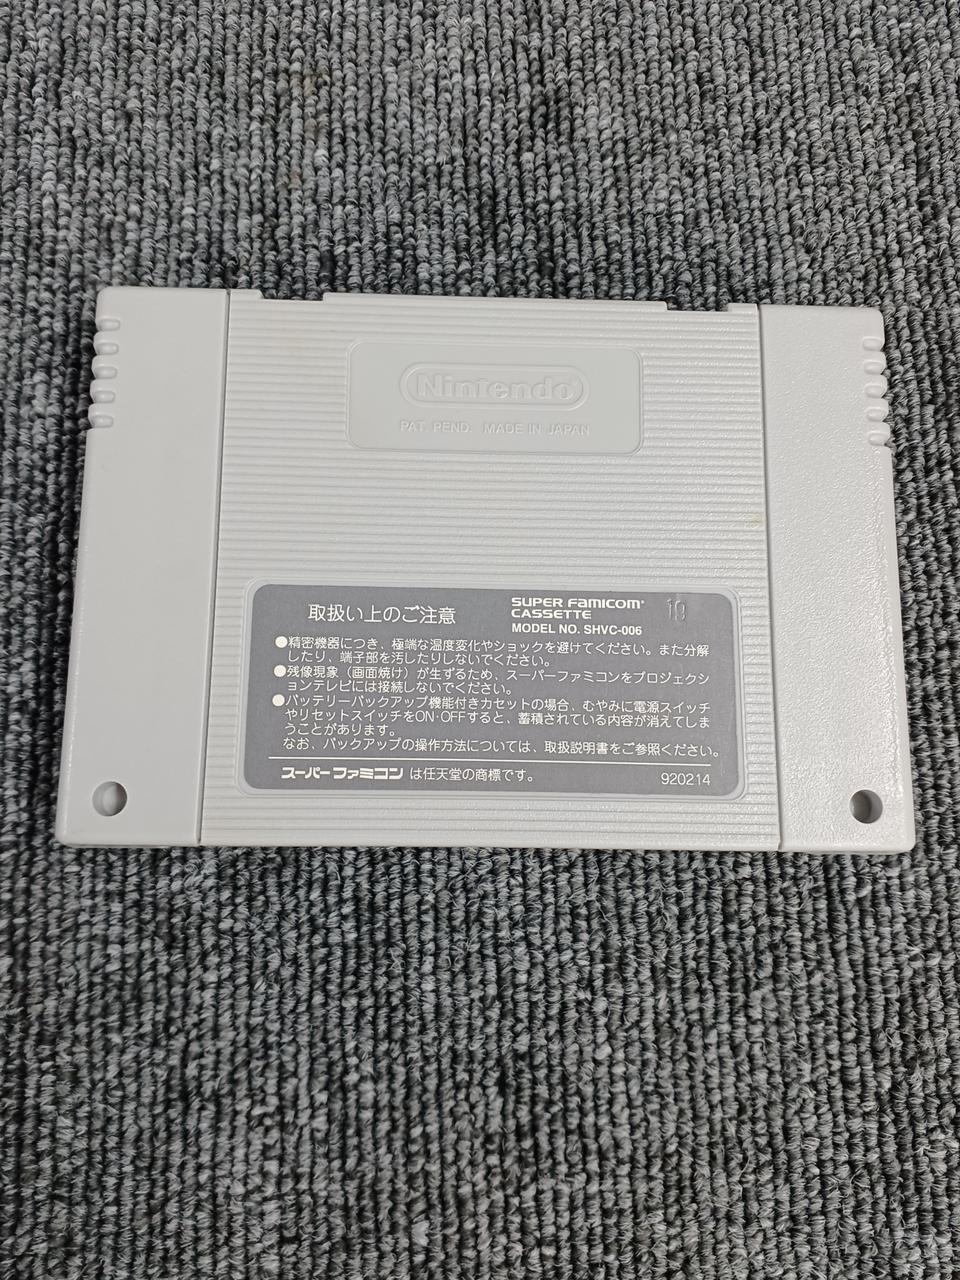 Nintendo
PAT. PEND. MADE IN JAPAN
取扱い上のご注意
SUPER FAMICOM
CASSETTE
MODEL NO. SHVC-006
19
●精密機器につき、極端な温度変化やショックを避けてください。また分解
したり、端子部を汚したりしないでください。
●残像現象（画面焼け）が生ずるため、スーパーファミコンをプロジェクシ
ョンテレビには接続しないでください。
●バッテリーバックアップ機能付きカセットの場合、むやみに電源スイッチ
やリセットスイッチをON·OFFすると、蓄積されている内容が消えてしま
うことがあります。
なお、バックアップの操作方法については、取扱説明書をご参照ください。
スーパーファミコン は任天堂の商標です。
920214